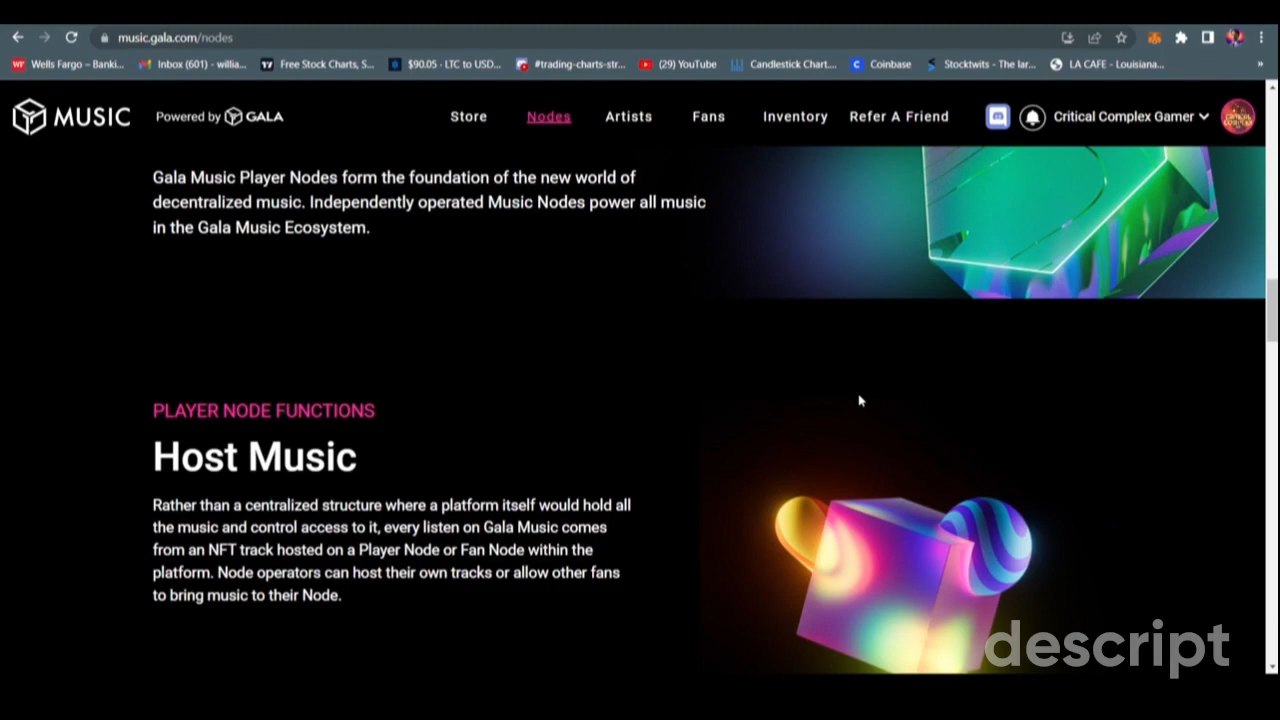 music.gala.com/nodes
WF Wells Fargo – Banki... Inbox (601) - willia... Free Stock Charts, S... $90.05 - LTC to USD... #trading-charts-str... (29) YouTube Candlestick Chart.... Coinbase Stocktwits - The lar... LA CAFE - Louisiana... »
MUSIC Powered by GALA Store Nodes Artists Fans Inventory Refer A Friend Critical Complex Gamer
Gala Music Player Nodes form the foundation of the new world of
decentralized music. Independently operated Music Nodes power all music
in the Gala Music Ecosystem.
PLAYER NODE FUNCTIONS
Host Music
Rather than a centralized structure where a platform itself would hold all
the music and control access to it, every listen on Gala Music comes
from an NFT track hosted on a Player Node or Fan Node within the
platform. Node operators can host their own tracks or allow other fans
to bring music to their Node.
descript